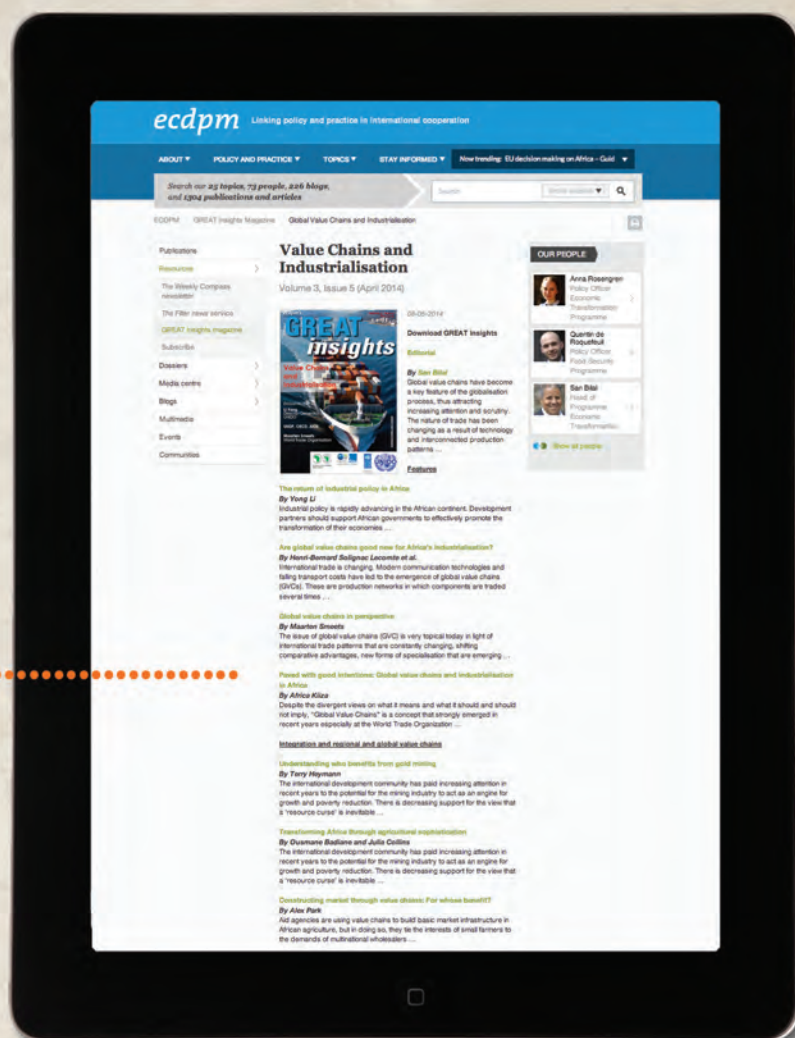 ecdpm Linking policy and practice in international cooperation
ABOUT POLICY AND PRACTICE TOPICS STAY INFORMED Now trending: EU decision making on Africa – Guid
Search our 25 topics, 73 people, 226 blogs,
and 1304 publications and articles
Search
ECDPM GREAT Insights Magazine Global Value Chains and Industrialisation
Publications
Resources
The Weekly Compass
newsletter
The Filter news service
GREAT insights magazine
Subscribe
Dossiers
Media centre
Blogs
Multimedia
Events
Communities
Value Chains and
Industrialisation
Volume 3, Issue 5 (April 2014)
GREAT
insights
Value Chains
and
Industrialisation
09-05-2014
Download GREAT insights
Editorial
By San Bilal
Global value chains have become
a key feature of the globalisation
process, thus attracting
increasing attention and scrutiny.
The nature of trade has been
changing as a result of technology
and interconnected production
patterns ...
Features
The return of industrial policy in Africa
By Yong Li
Industrial policy is rapidly advancing in the African continent. Development
partners should support African governments to effectively promote the
transformation of their economies ...
Are global value chains good new for Africa's industrialisation?
By Henri-Bernard Solignac Lecomte et al.
International trade is changing. Modern communication technologies and
falling transport costs have led to the emergence of global value chains
(GVCs). These are production networks in which components are traded
several times ...
Global value chains in perspective
By Maarten Smeets
The issue of global value chains (GVC) is very topical today in light of
international trade patterns that are constantly changing, shifting
comparative advantages, new forms of specialisation that are emerging ...
Paved with good intentions: Global value chains and industrialisation
in Africa
By Africa Kiiza
Despite the divergent views on what it means and what it should and should
not imply, "Global Value Chains" is a concept that strongly emerged in
recent years especially at the World Trade Organization ...
Integration and regional and global value chains
Understanding who benefits from gold mining
By Terry Heymann
The international development community has paid increasing attention in
recent years to the potential for the mining industry to act as an engine for
growth and poverty reduction. There is decreasing support for the view that
a 'resource curse' is inevitable ...
Transforming Africa through agricultural sophistication
By Ousmane Badiane and Julia Collins
The international development community has paid increasing attention in
recent years to the potential for the mining industry to act as an engine for
growth and poverty reduction. There is decreasing support for the view that
a 'resource curse' is inevitable ...
Constructing market through value chains: For whose benefit?
By Alex Park
Aid agencies are using value chains to build basic market infrastructure in
African agriculture, but in doing so, they tie the interests of small farmers to
the demands of multinational wholesalers ...
OUR PEOPLE
Anna Rosengren
Policy Officer
Economic
Transformation
Programme
Quentin de
Roquefeuil
Policy Officer
Food Security
Programme
San Bilal
Head of
Programme
Economic
Transformation
Show all people